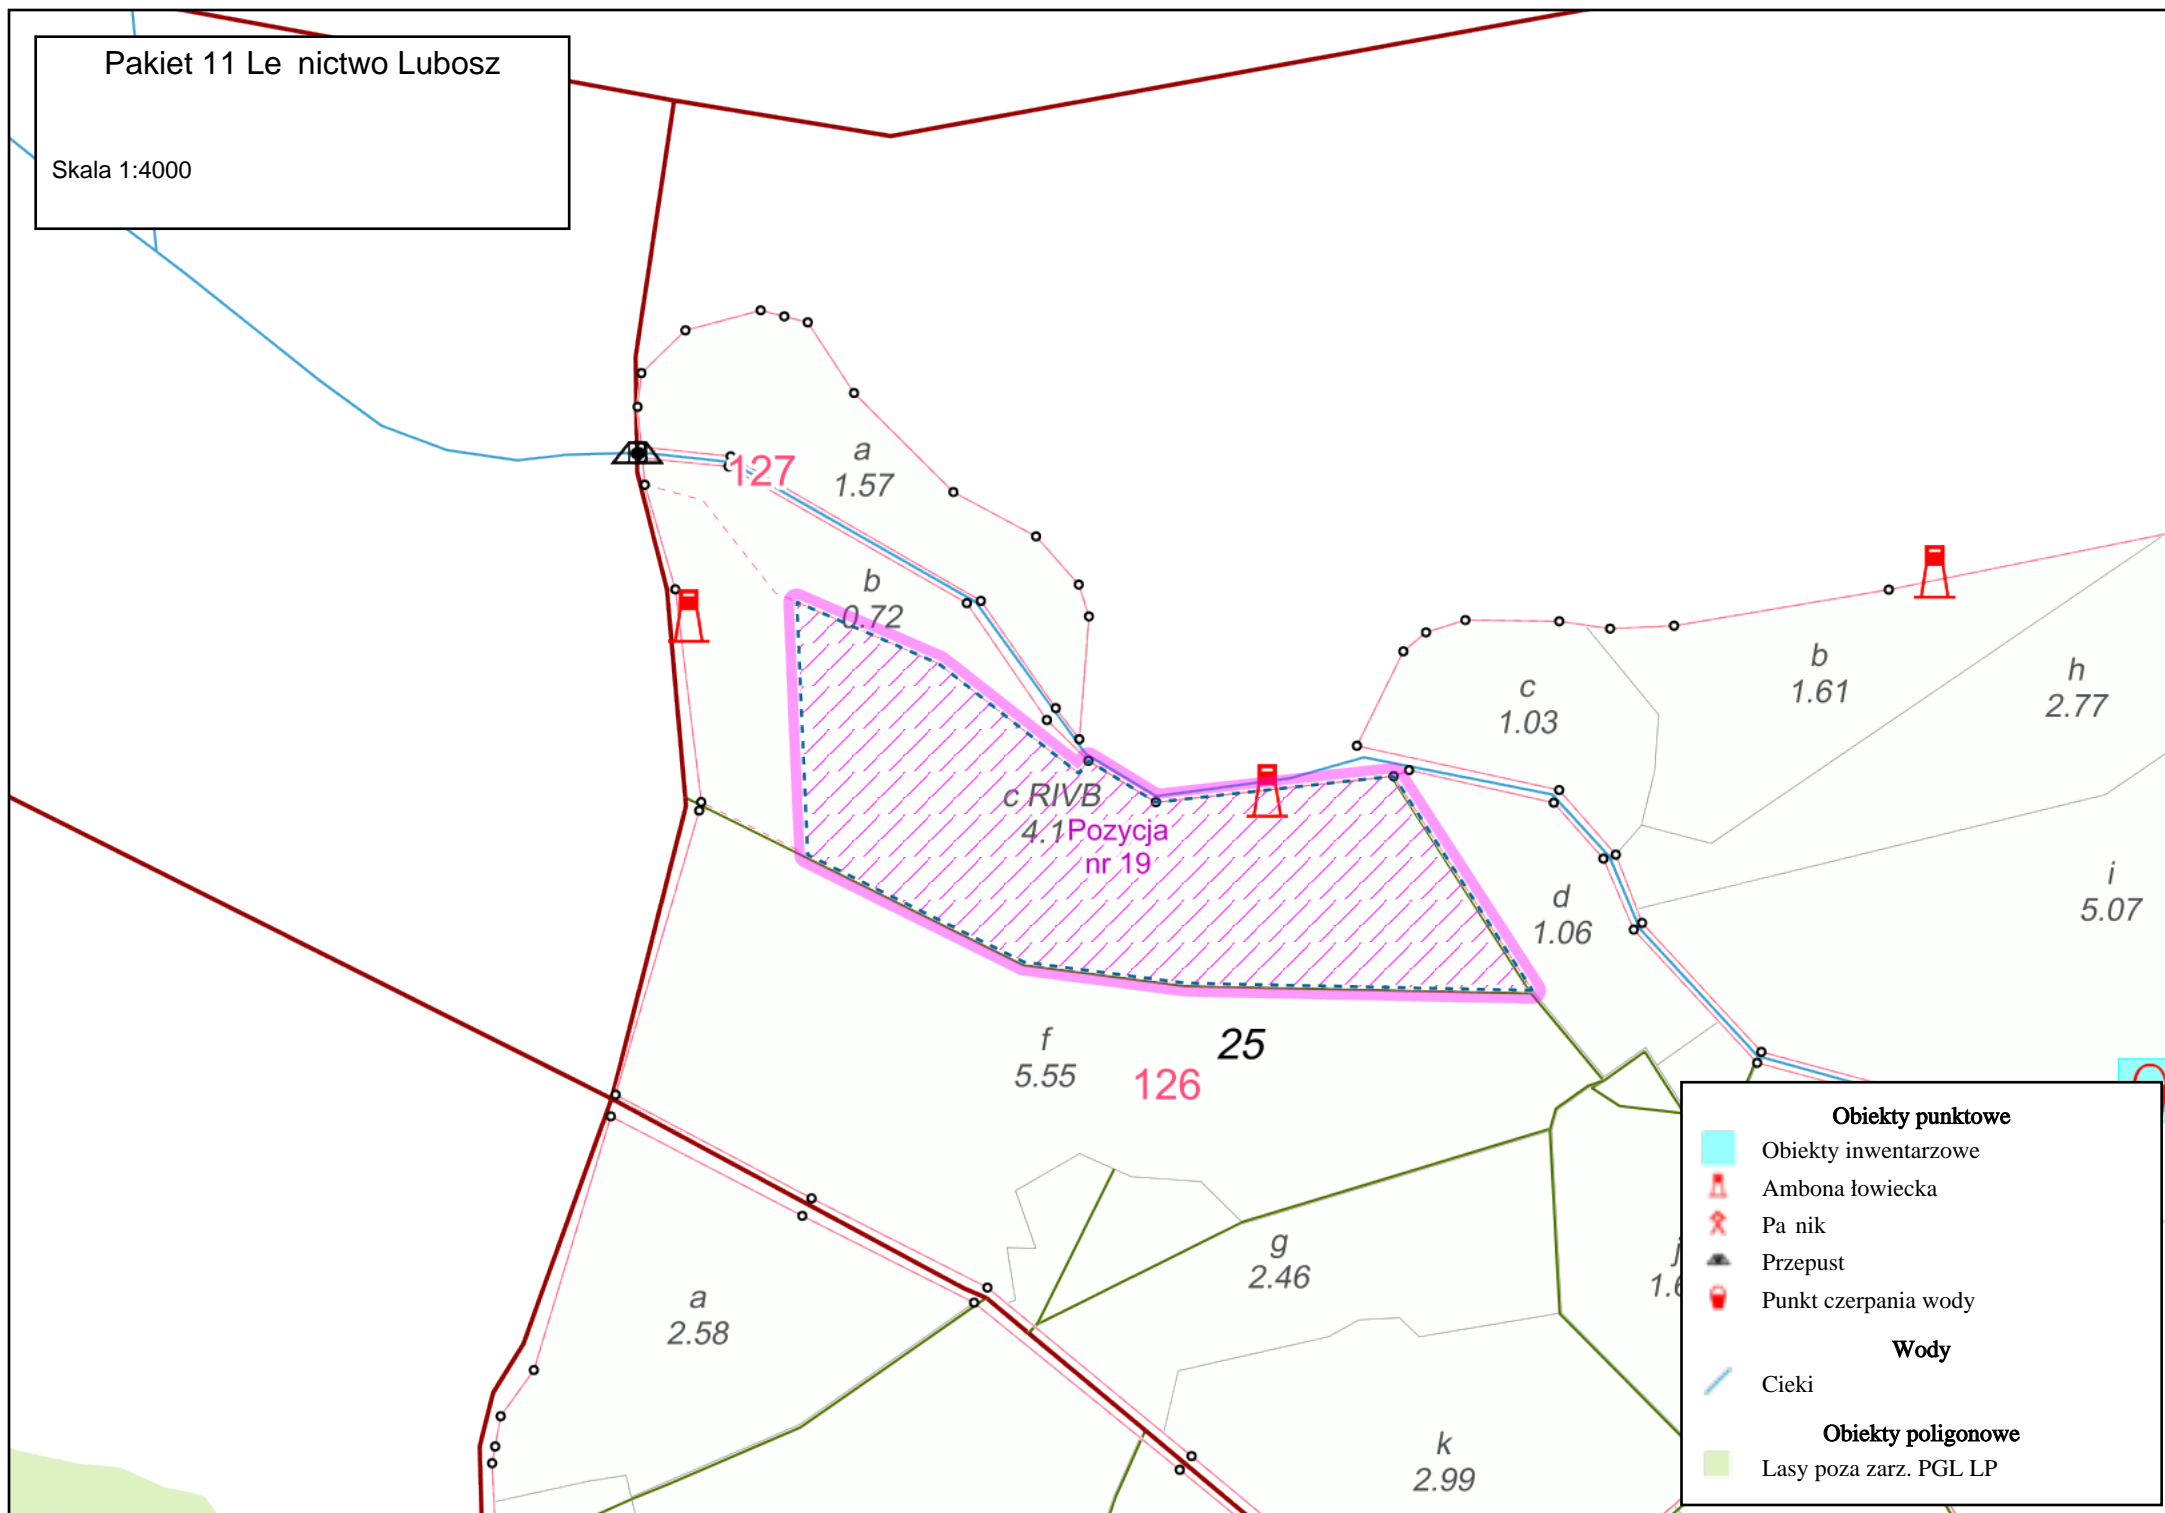 Pakiet 11 Le nictwo Lubosz
Skala 1:4000
a
1.57
127
b
0.72
c RIVB
4.1
Pozycja
nr 19
c
1.03
b
1.61
h
2.77
d
1.06
i
5.07
f
5.55
25
126
g
2.46
a
2.58
k
2.99
j
Obiekty punktowe
Obiekty inwentarzowe
Ambona łowiecka
Pa nik
Przepust
Punkt czerpania wody
Wody
Cieki
Obiekty poligonowe
Lasy poza zarz. PGL LP